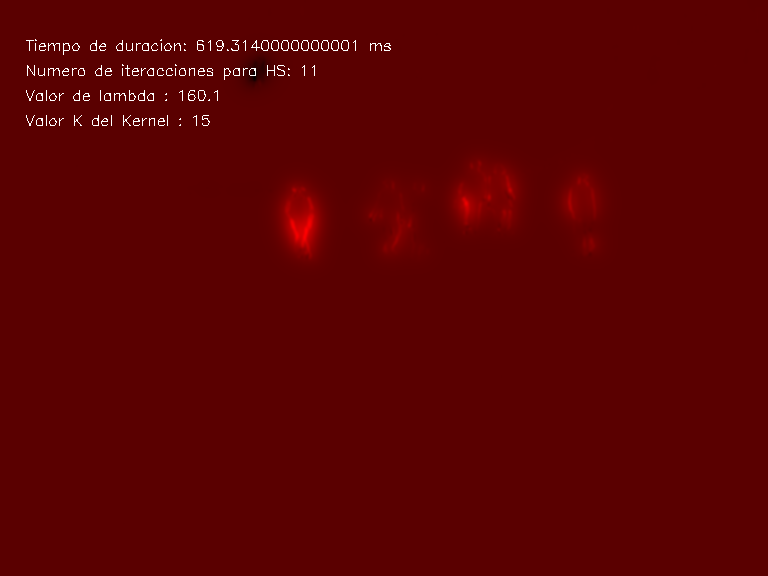 Tiempo de duracion: 619.3140000000001 ms
Numero de iteracciones para HS: 11
Valor de lambda : 160.1
Valor K del Kernel : 15